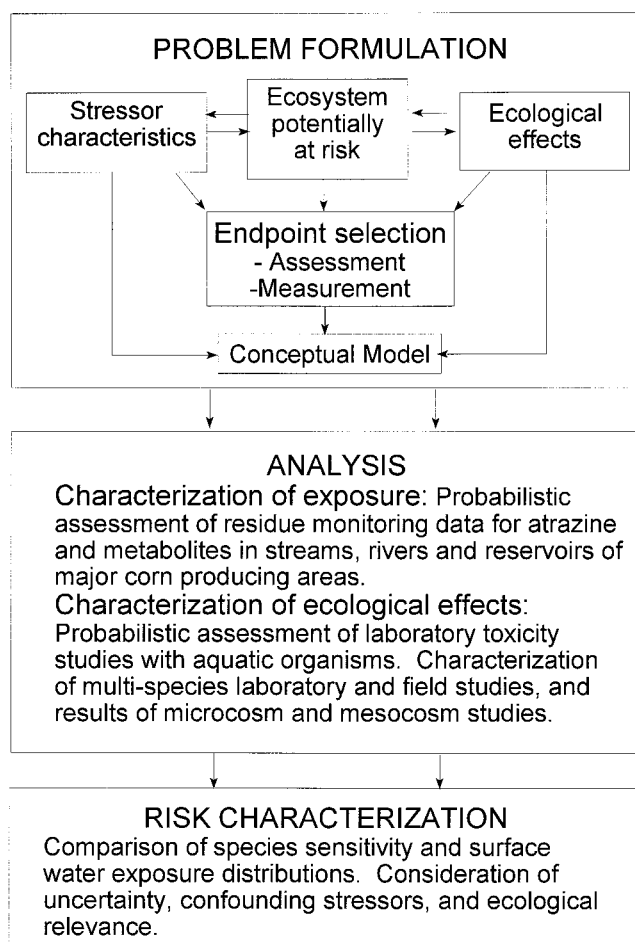 PROBLEM FORMULATION
Stressor
characteristics
Ecosystem
potentially
at risk
Ecological
effects
Endpoint selection
- Assessment
-Measurement
Conceptual Model
ANALYSIS
Characterization of exposure: Probabilistic
assessment of residue monitoring data for atrazine
and metabolites in streams, rivers and reservoirs of
major corn producing areas.
Characterization of ecological effects:
Probabilistic assessment of laboratory toxicity
studies with aquatic organisms. Characterization
of multi-species laboratory and field studies, and
results of microcosm and mesocosm studies.
RISK CHARACTERIZATION
Comparison of species sensitivity and surface
water exposure distributions. Consideration of
uncertainty, confounding stressors, and ecological
relevance.